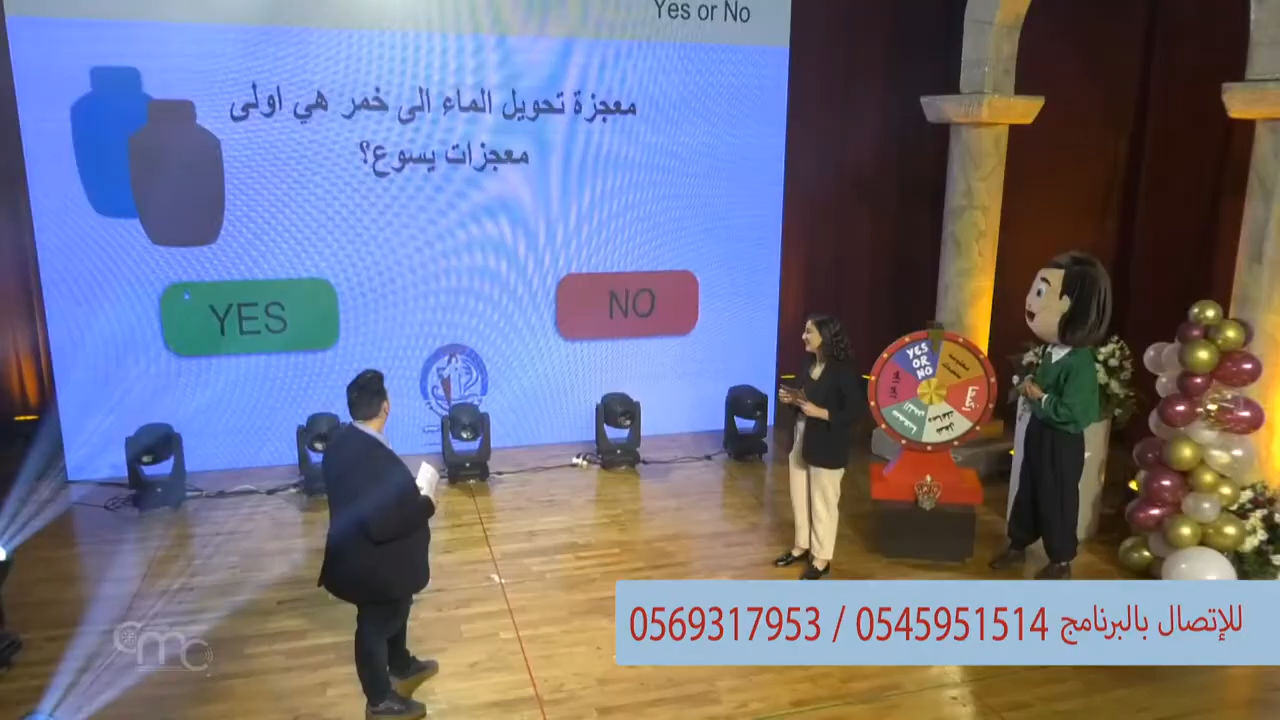 Yes or No
معجزة تحويل الماء الى خمر هي اولى
معجزات يسوع؟
YES
NO
YES
OR
NO
للإتصال بالبرنامج 0545951514 / 0569317953
cmc